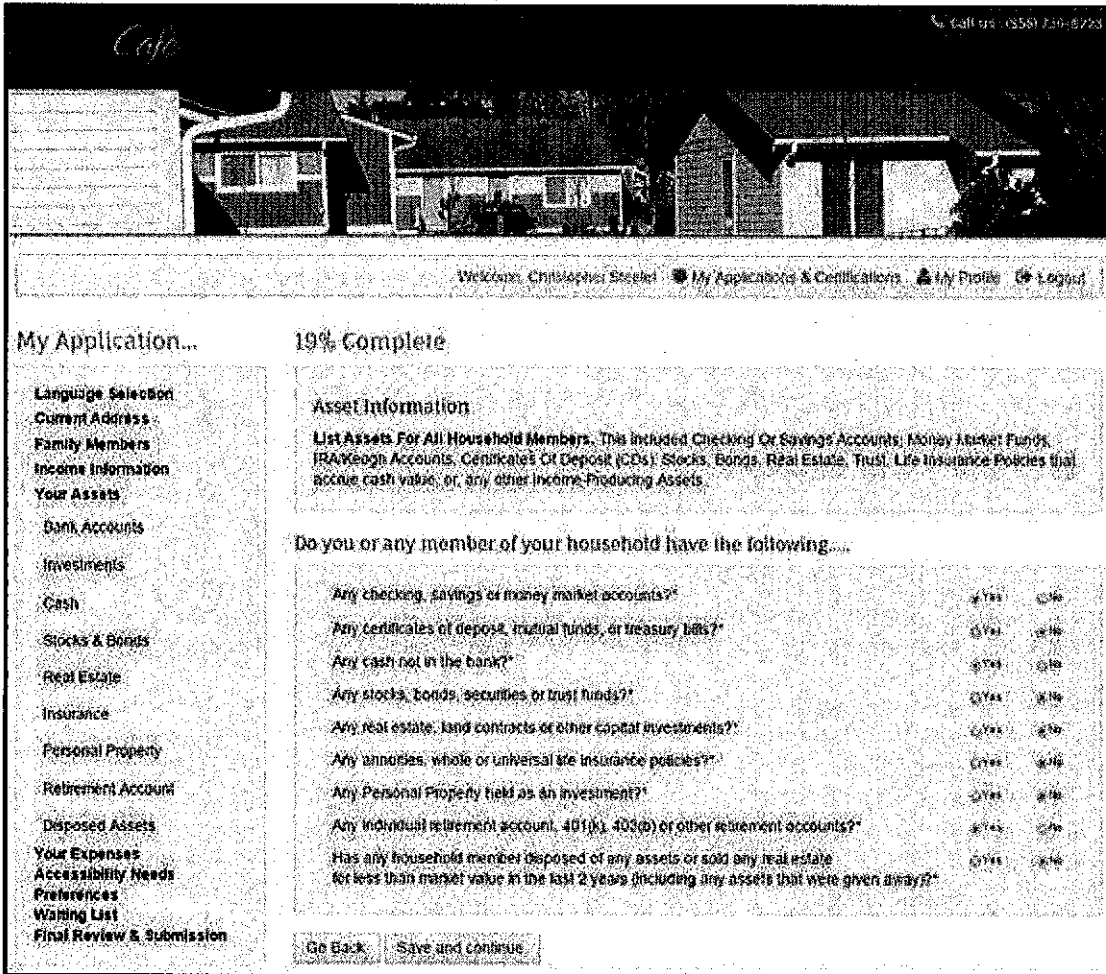 Café
Call us : (555)
Welcome, Christopher Steele! My Applications & Certifications My Profile Logout
My Application...
Language Selection
Current Address
Family Members
Income Information
Your Assets
Bank Accounts
Investments
Cash
Stocks & Bonds
Real Estate
Insurance
Personal Property
Retirement Account
Disposed Assets
Your Expenses
Accessibility Needs
Preferences
Waiting List
Final Review & Submission
19% Complete
Asset Information
List Assets For All Household Members. This included Checking Or Savings Accounts, Money Market Funds,
IRA/Keogh Accounts, Certificates Of Deposit (CDs), Stocks, Bonds, Real Estate, Trust, Life Insurance Policies that
accrue cash value, or, any other Income-Producing Assets.
Do you or any member of your household have the following.....
Any checking, savings or money market accounts?* Yes No
Any certificates of deposit, mutual funds, or treasury bills?* Yes No
Any cash not in the bank?* Yes No
Any stocks, bonds, securities or trust funds?* Yes No
Any real estate, land contracts or other capital investments?* Yes No
Any annuities, whole or universal life insurance policies?* Yes No
Any Personal Property held as an investment?* Yes No
Any individual retirement account, 401(k), 403(b) or other retirement accounts?* Yes No
Has any household member disposed of any assets or sold any real estate Yes No
for less than market value in the last 2 years (including any assets that were given away)?*
Go Back Save and continue